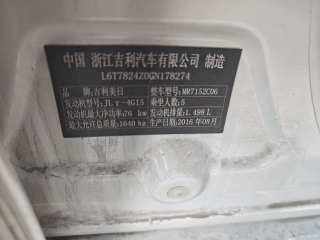 中国 浙江吉利汽车有限公司 制造
L6T7824Z0GN178274
品牌:吉利美日 整车型号:MR7152C06
发动机型号:JLγ-4G15 乘坐人数:5
发动机最大净功率:76 kw 发动机排量:1.498 L
最大允许总质量:1640 kg 生产日期:2016 年08月